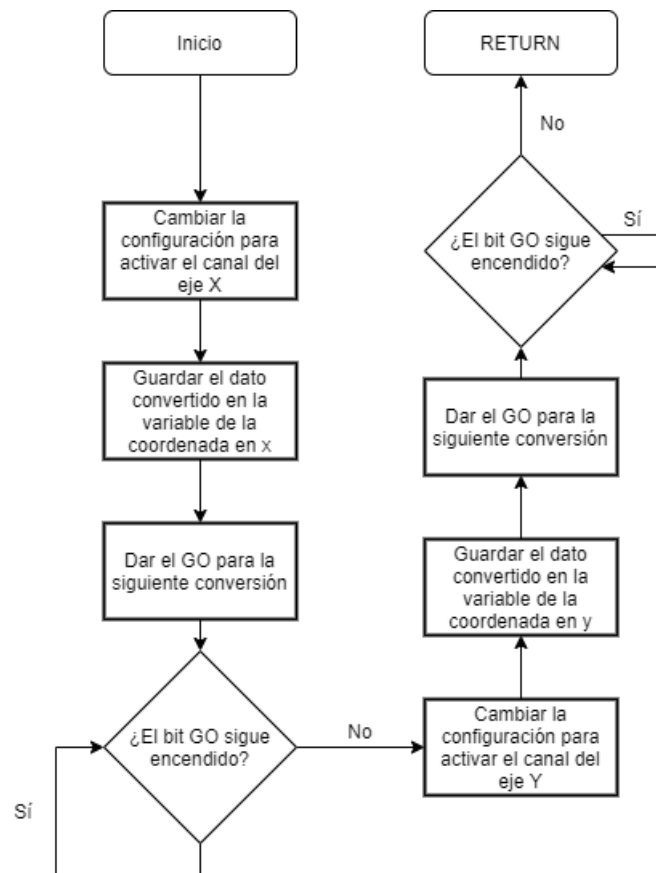 Inicio
Cambiar la
configuración para
activar el canal del
eje X
Guardar el dato
convertido en la
variable de la
coordenada en x
Dar el GO para la
siguiente conversión
¿El bit GO sigue
encendido?
Sí
No
Cambiar la
configuración para
activar el canal del
eje Y
Guardar el dato
convertido en la
variable de la
coordenada en y
Dar el GO para la
siguiente conversión
¿El bit GO sigue
encendido?
Sí
No
RETURN